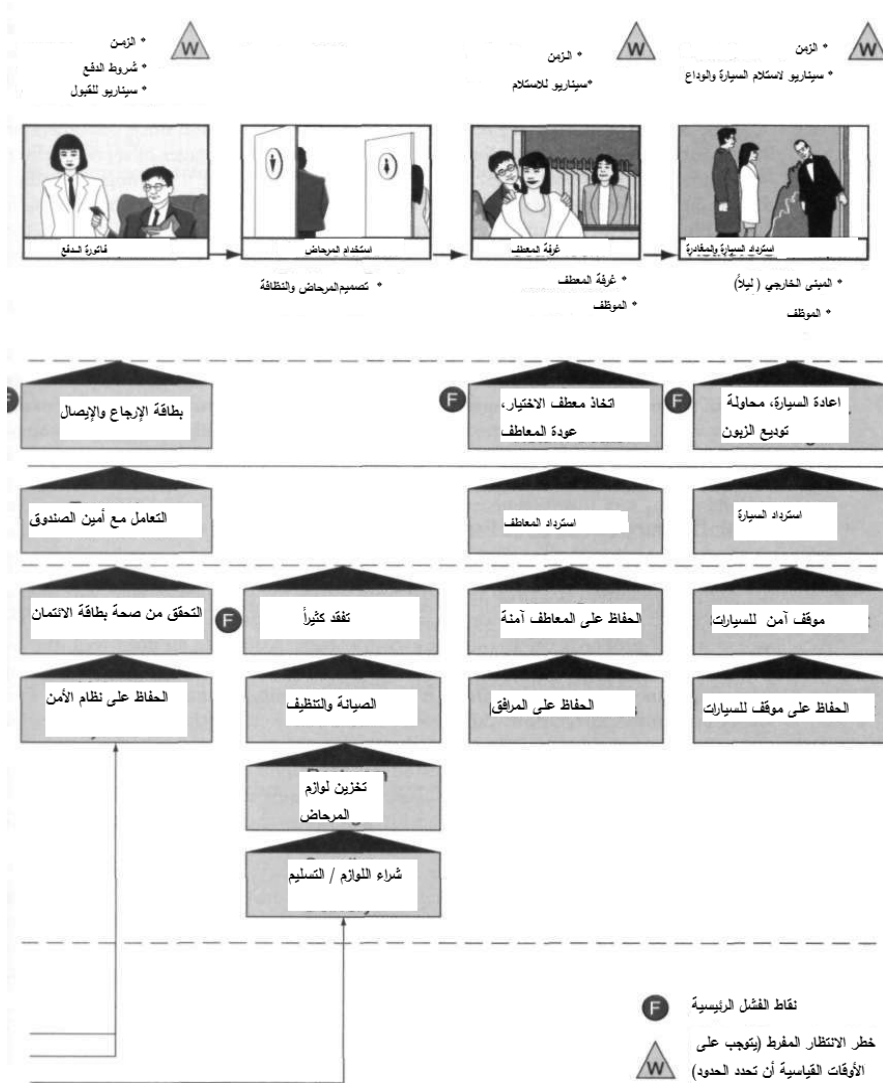 * الزمن
* شروط الدفع
* سيناريو للقبول
W
* الزمن
*سيناريو للاستلام
W
* الزمن
* سيناريو لاستلام السيارة والوداع
W
فاتورة الدفع
استخدام المرحاض
غرفة المعطف
استرداد السيارة والمغادرة
* تصميم المرحاض والنظافة
* غرفة المعطف
* الموظف
* المبنى الخارجي (ليلاً)
* الموظف
F
بطاقة الإرجاع والإيصال
F
اتخاذ معطف الاختيار،
عودة المعاطف
F
اعادة السيارة، محاولة
توديع الزبون
التعامل مع أمين الصندوق
استرداد المعاطف
استرداد السيارة
التحقق من صحة بطاقة الائتمان
F
تفقد كثيراً
الحفاظ على المعاطف آمنة
موقف آمن للسيارات
الحفاظ على نظام الأمن
الصيانة والتنظيف
الحفاظ على المرافق
الحفاظ على موقف للسيارات
تخزين لوازم
المرحاض
شراء اللوازم / التسليم
F
نقاط الفشل الرئيسية
W
خطر الانتظار المفرط (يتوجب على
الأوقات القياسية أن تحدد الحدود)